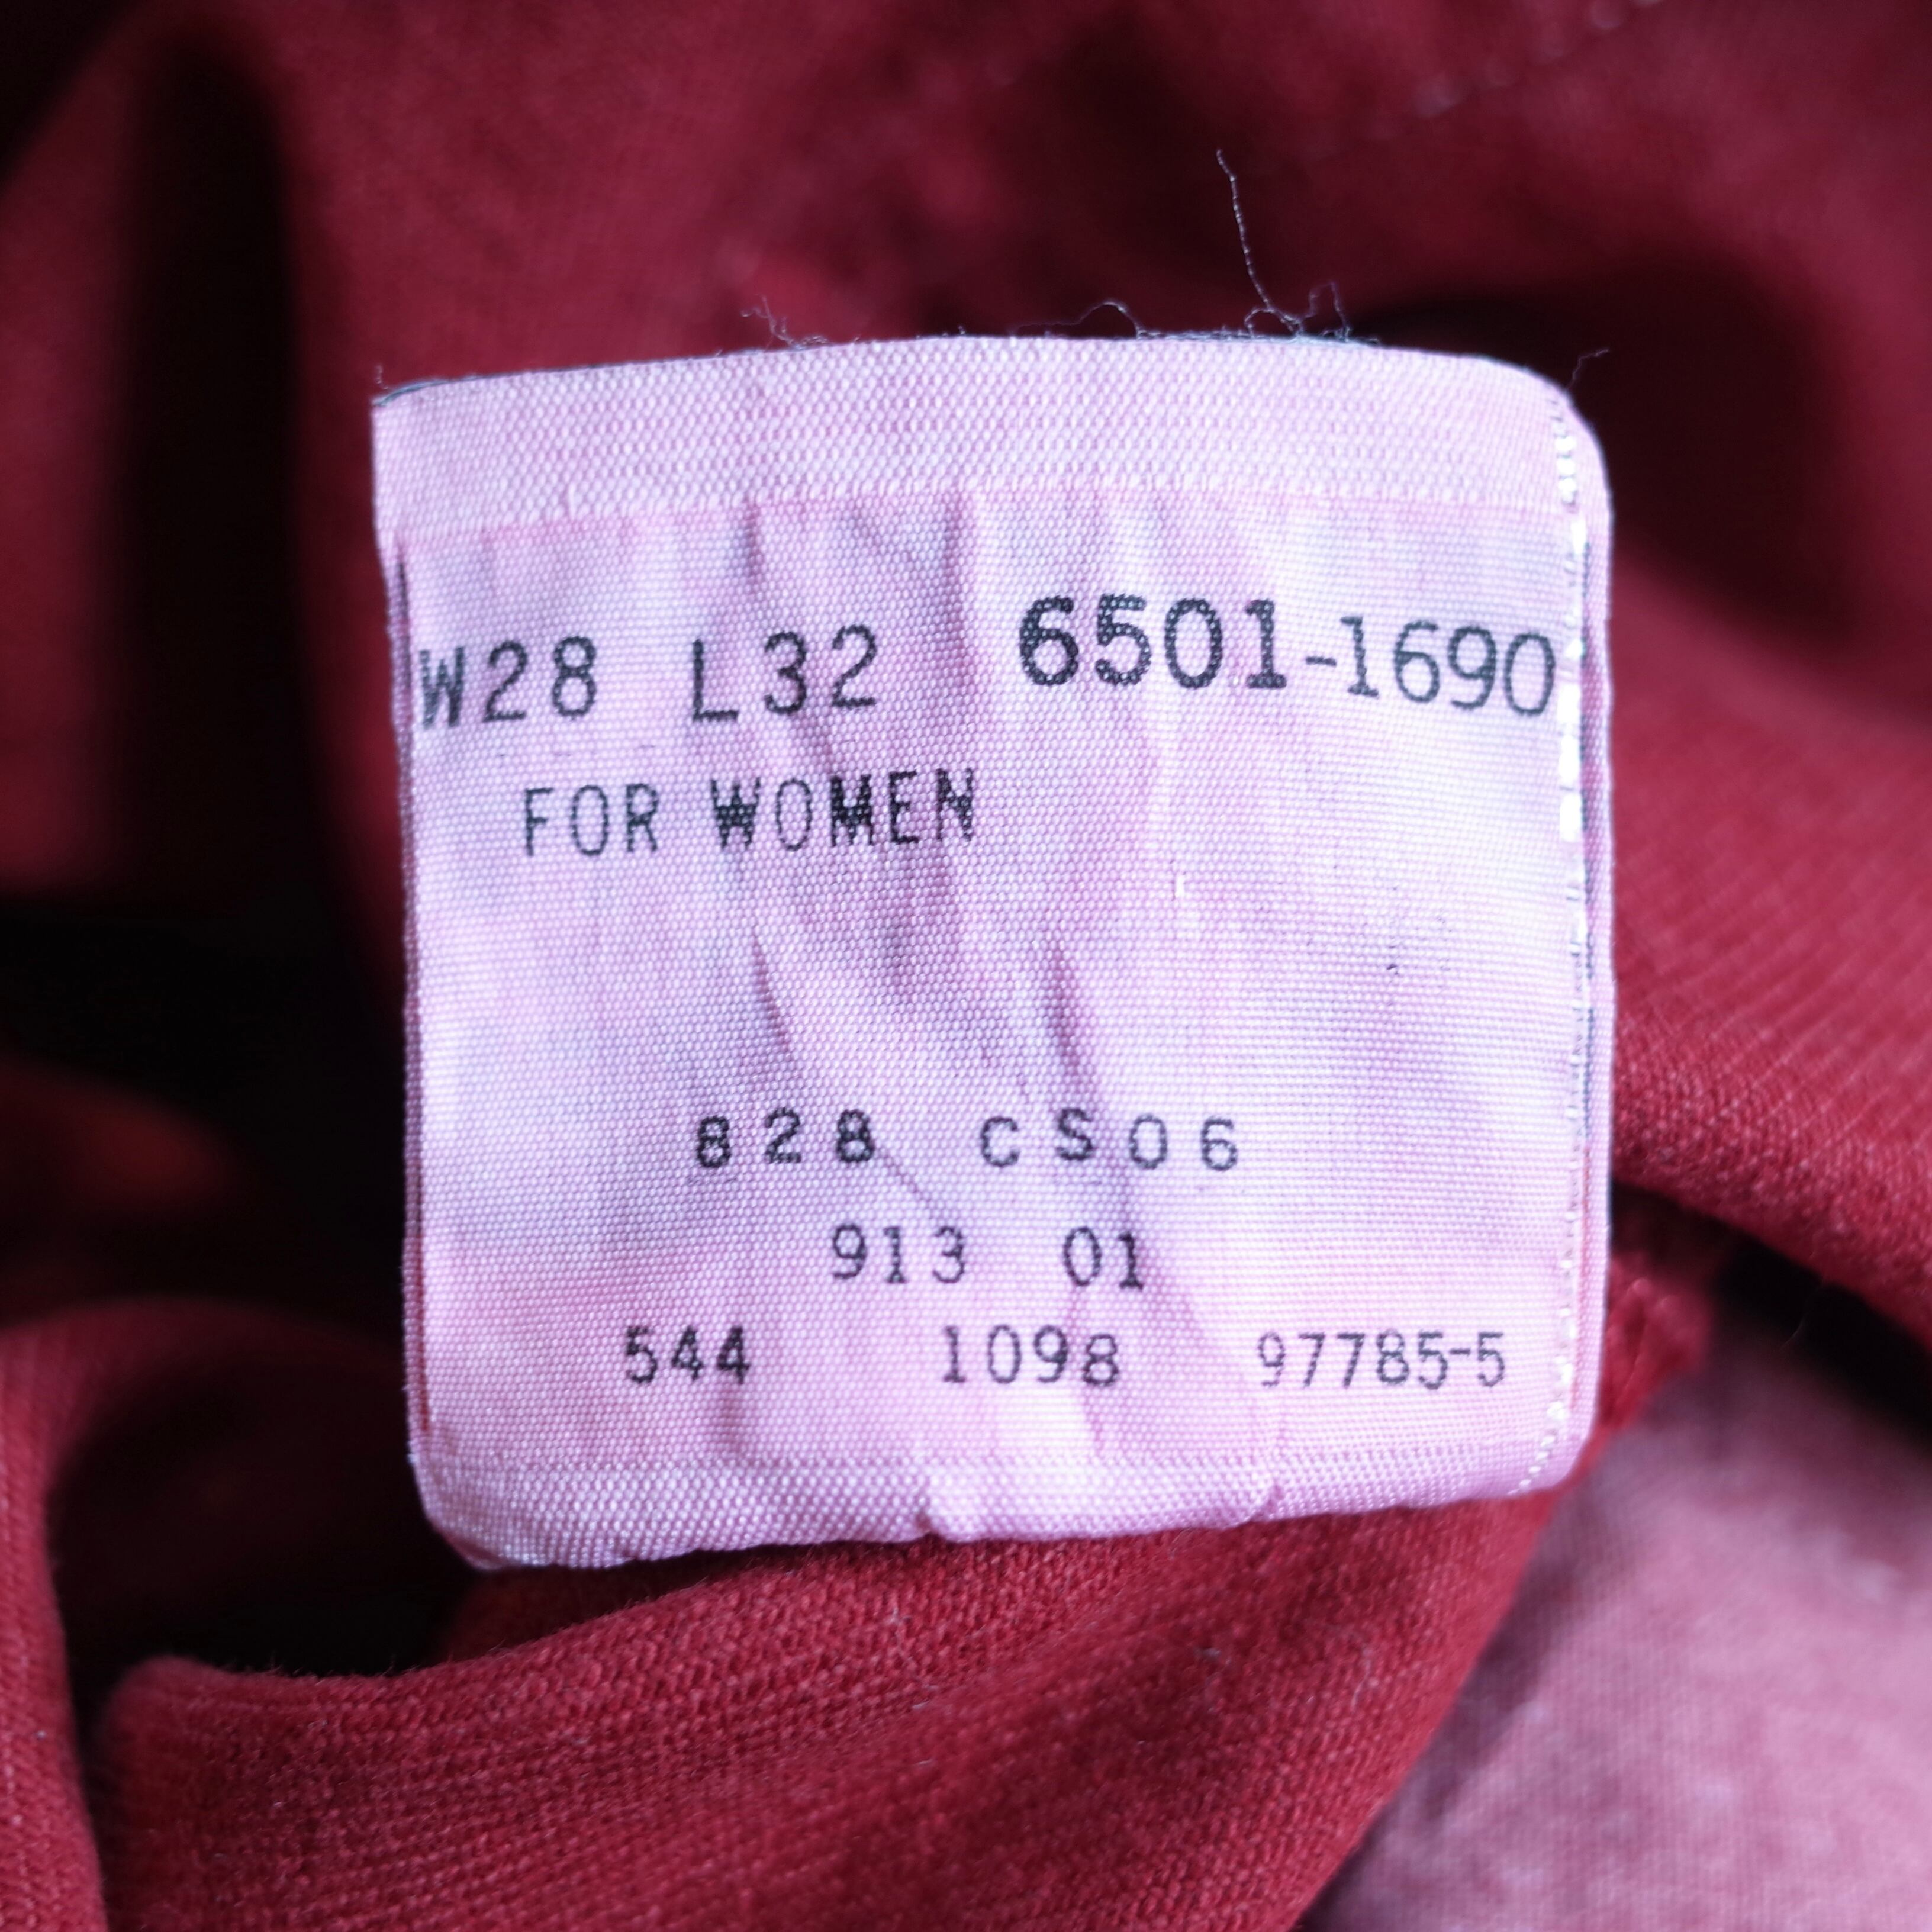 W28 L32 6501-1690
FOR WOMEN
828 CS06
913 01
544 1098 97785-5